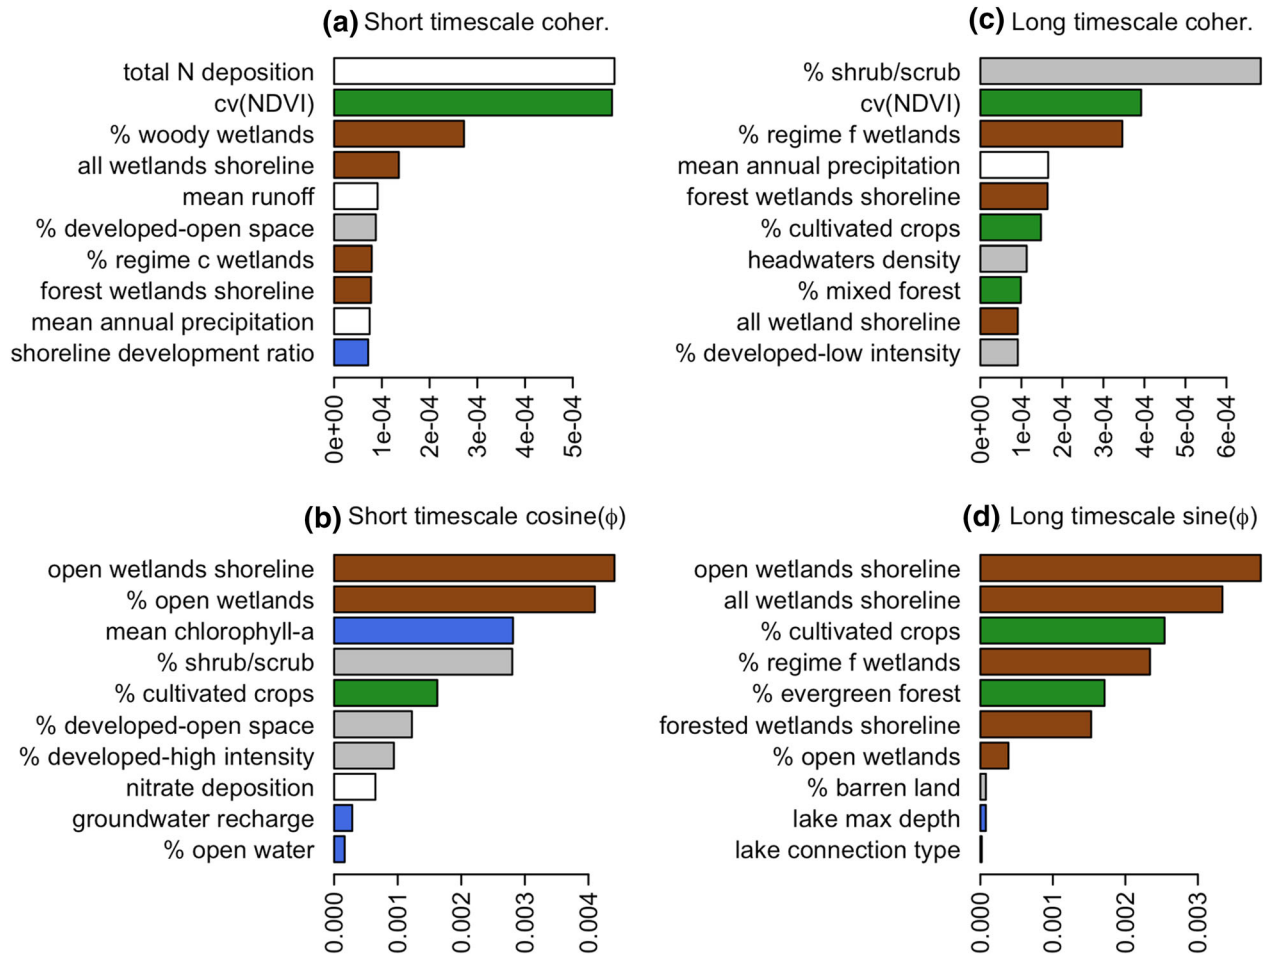 (a) Short timescale coher.
total N deposition
cv(NDVI)
% woody wetlands
all wetlands shoreline
mean runoff
% developed-open space
% regime c wetlands
forest wetlands shoreline
mean annual precipitation
shoreline development ratio
0e+00
1e-04
2e-04
3e-04
4e-04
5e-04
(c) Long timescale coher.
% shrub/scrub
cv(NDVI)
% regime f wetlands
mean annual precipitation
forest wetlands shoreline
% cultivated crops
headwaters density
% mixed forest
all wetland shoreline
% developed-low intensity
0e+00
1e-04
2e-04
3e-04
4e-04
5e-04
6e-04
(b) Short timescale cosine(ϕ)
open wetlands shoreline
% open wetlands
mean chlorophyll-a
% shrub/scrub
% cultivated crops
% developed-open space
% developed-high intensity
nitrate deposition
groundwater recharge
% open water
0.000
0.001
0.002
0.003
0.004
(d) Long timescale sine(ϕ)
open wetlands shoreline
all wetlands shoreline
% cultivated crops
% regime f wetlands
% evergreen forest
forested wetlands shoreline
% open wetlands
% barren land
lake max depth
lake connection type
0.000
0.001
0.002
0.003